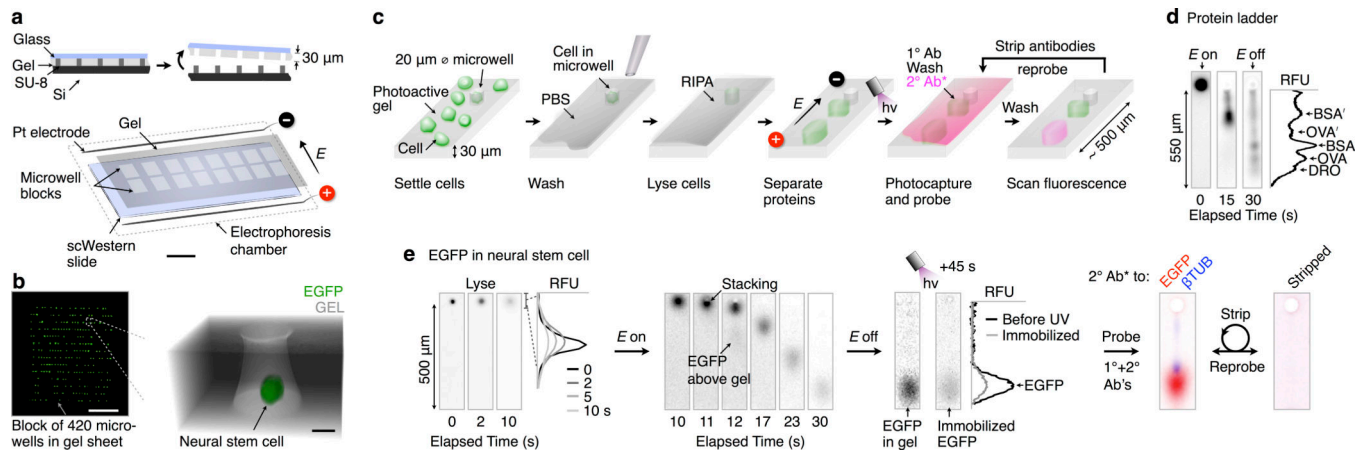 a
Glass
Gel
SU-8
Si
30 µm
Pt electrode
Gel
E
Microwell
blocks
scWestern
slide
Electrophoresis
chamber
b
EGFP
GEL
Block of 420 micro-
wells in gel sheet
Neural stem cell
c
20 µm ⌀ microwell
Photoactive
gel
Cell
30 µm
Settle cells
Cell in
microwell
PBS
Wash
RIPA
Lyse cells
E
Separate
proteins
hν
1° Ab
Wash
2° Ab*
Photocapture
and probe
Strip antibodies
reprobe
Wash
~ 500 µm
Scan fluorescence
d Protein ladder
E on
E off
RFU
550 µm
BSA′
OVA′
BSA
OVA
DRO
0 15 30
Elapsed Time (s)
e EGFP in neural stem cell
Lyse
RFU
500 µm
0
2
5
10 s
0 2 10
Elapsed Time (s)
E on
Stacking
EGFP
above gel
10 11 12 17 23 30
Elapsed Time (s)
E off
hν
+45 s
RFU
Before UV
Immobilized
EGFP
EGFP
in gel
Immobilized
EGFP
Probe
1°+2°
Ab's
2° Ab* to:
EGFP
βTUB
Strip
Reprobe
Stripped